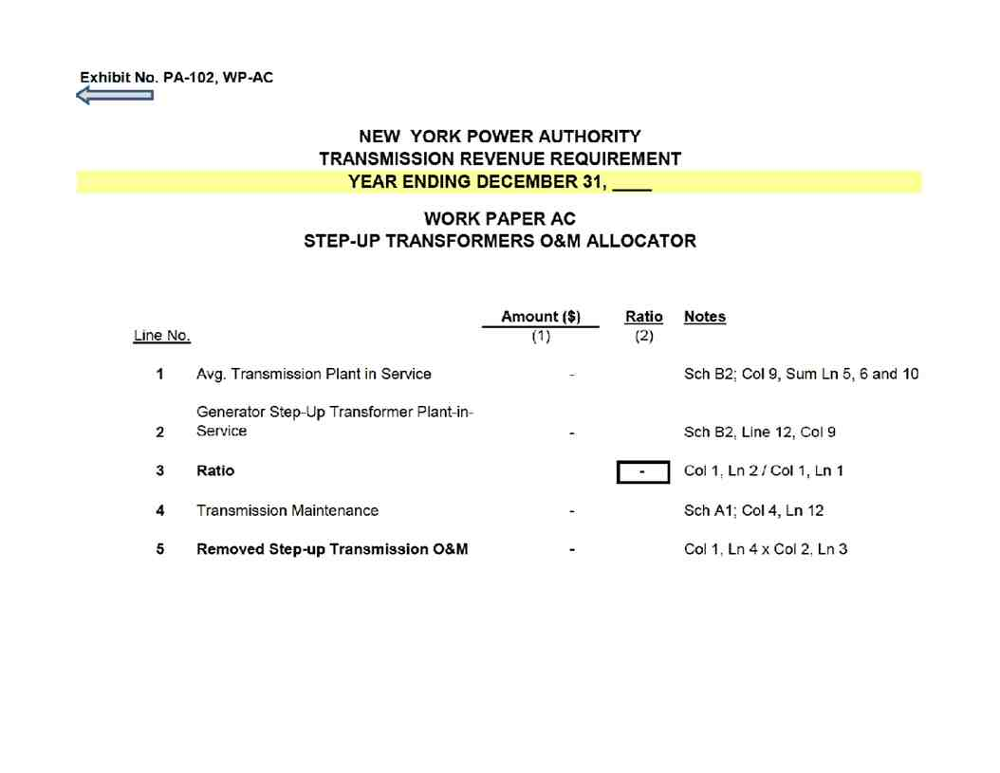 Exhibit No. PA-102, WP-AC
NEW YORK POWER AUTHORITY
TRANSMISSION REVENUE REQUIREMENT
YEAR ENDING DECEMBER 31, ____
WORK PAPER AC
STEP-UP TRANSFORMERS O&M ALLOCATOR
Amount ($) Ratio Notes
Line No. (1) (2)
1 Avg. Transmission Plant in Service - Sch B2; Col 9, Sum Ln 5, 6 and 10
Generator Step-Up Transformer Plant-in-
2 Service - Sch B2, Line 12, Col 9
3 Ratio - Col 1, Ln 2 / Col 1, Ln 1
4 Transmission Maintenance - Sch A1; Col 4, Ln 12
5 Removed Step-up Transmission O&M - Col 1, Ln 4 x Col 2, Ln 3